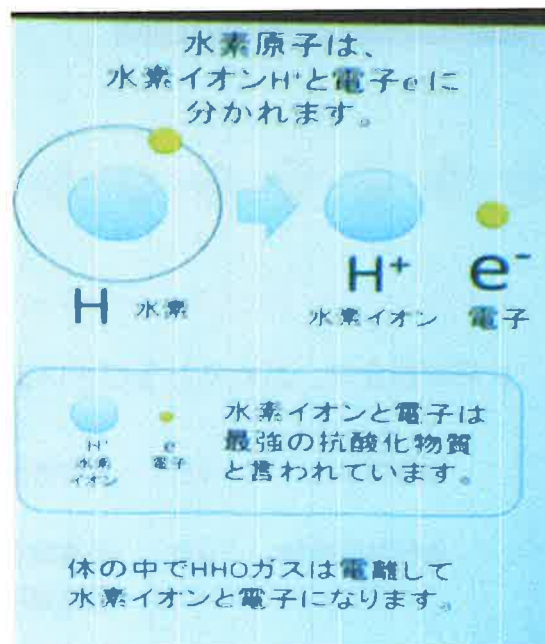 水素原子は、
水素イオンH⁺と電子eに
分かれます。
H 水素
H⁺
水素イオン
e⁻
電子
H⁺
水素
イオン
e
電子
水素イオンと電子は
最強の抗酸化物質
と言われています。
体の中でHHOガスは電離して
水素イオンと電子になります。